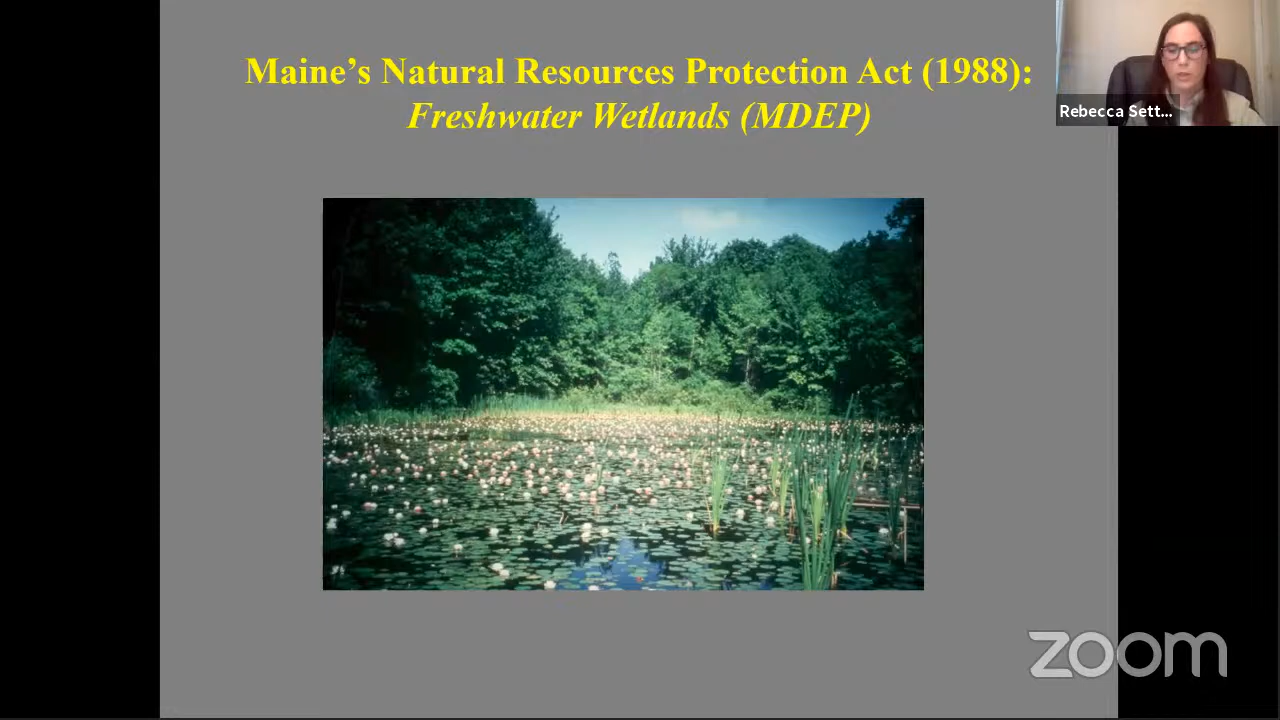 Maine's Natural Resources Protection Act (1988):
Freshwater Wetlands (MDEP)
Rebecca Sett...
zoom